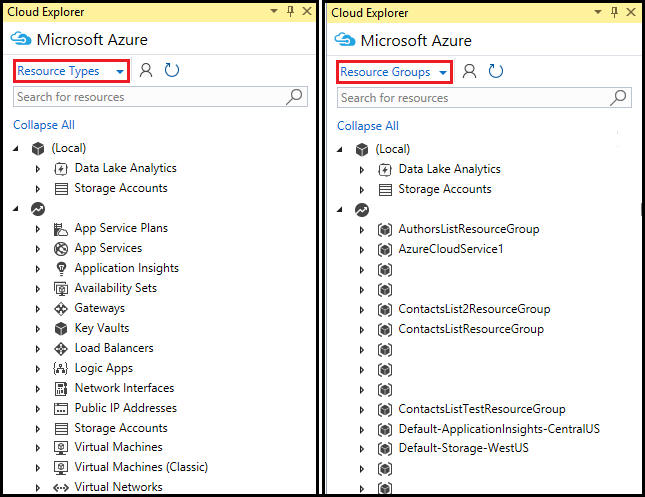 Cloud Explorer
Microsoft Azure
Resource Types
Search for resources
Collapse All
(Local)
Data Lake Analytics
Storage Accounts
App Service Plans
App Services
Application Insights
Availability Sets
Gateways
Key Vaults
Load Balancers
Logic Apps
Network Interfaces
Public IP Addresses
Storage Accounts
Virtual Machines
Virtual Machines (Classic)
Virtual Networks
Cloud Explorer
Microsoft Azure
Resource Groups
Search for resources
Collapse All
(Local)
Data Lake Analytics
Storage Accounts
AuthorsListResourceGroup
AzureCloudService1
ContactsList2ResourceGroup
ContactsListResourceGroup
ContactsListTestResourceGroup
Default-ApplicationInsights-CentralUS
Default-Storage-WestUS